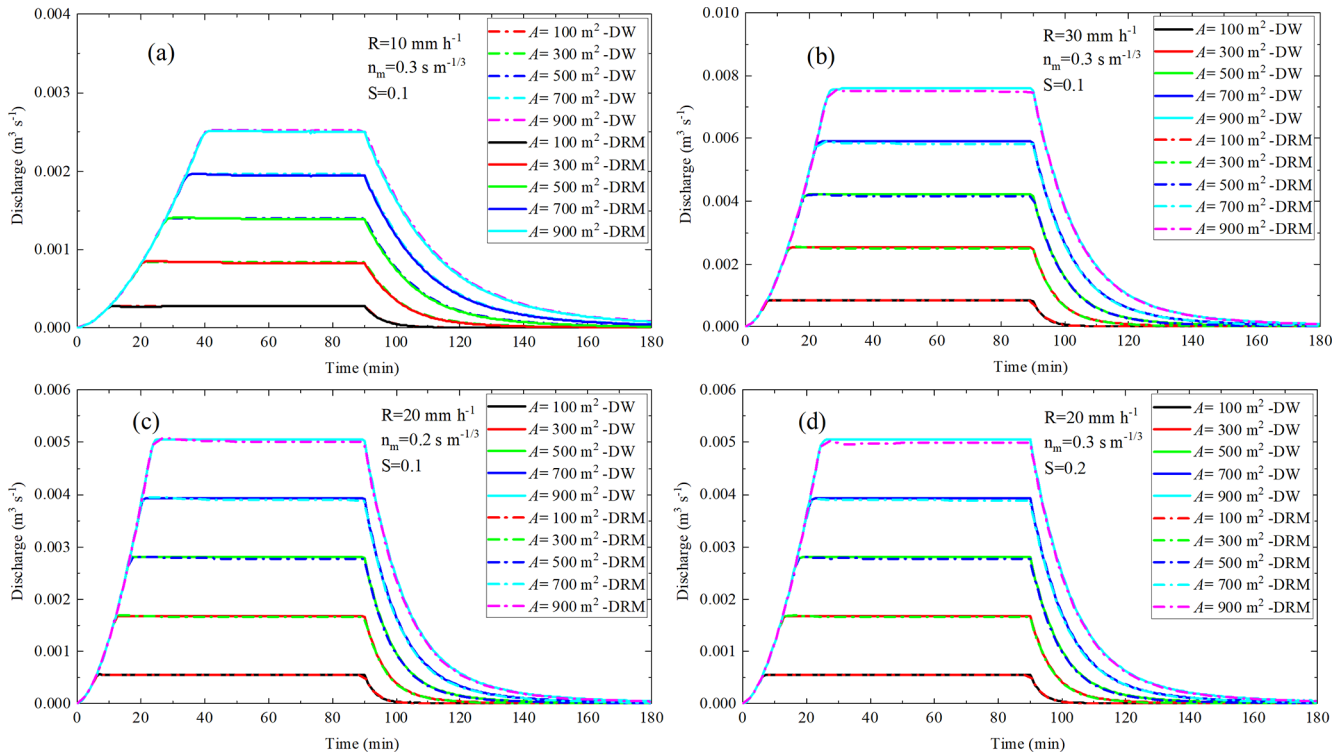 (a)
R=10 mm h-1
nm=0.3 s m-1/3
S=0.1
A= 100 m2 -DW
A= 300 m2 -DW
A= 500 m2 -DW
A= 700 m2 -DW
A= 900 m2 -DW
A= 100 m2 -DRM
A= 300 m2 -DRM
A= 500 m2 -DRM
A= 700 m2 -DRM
A= 900 m2 -DRM
Discharge (m3 s-1)
0.004
0.003
0.002
0.001
0.000
0 20 40 60 80 100 120 140 160 180
Time (min)
(b)
R=30 mm h-1
nm=0.3 s m-1/3
S=0.1
A= 100 m2 -DW
A= 300 m2 -DW
A= 500 m2 -DW
A= 700 m2 -DW
A= 900 m2 -DW
A= 100 m2 -DRM
A= 300 m2 -DRM
A= 500 m2 -DRM
A= 700 m2 -DRM
A= 900 m2 -DRM
Discharge (m3 s-1)
0.010
0.008
0.006
0.004
0.002
0.000
0 20 40 60 80 100 120 140 160 180
Time (min)
(c)
R=20 mm h-1
nm=0.2 s m-1/3
S=0.1
A= 100 m2 -DW
A= 300 m2 -DW
A= 500 m2 -DW
A= 700 m2 -DW
A= 900 m2 -DW
A= 100 m2 -DRM
A= 300 m2 -DRM
A= 500 m2 -DRM
A= 700 m2 -DRM
A= 900 m2 -DRM
Discharge (m3 s-1)
0.006
0.005
0.004
0.003
0.002
0.001
0.000
0 20 40 60 80 100 120 140 160 180
Time (min)
(d)
R=20 mm h-1
nm=0.3 s m-1/3
S=0.2
A= 100 m2 -DW
A= 300 m2 -DW
A= 500 m2 -DW
A= 700 m2 -DW
A= 900 m2 -DW
A= 100 m2 -DRM
A= 300 m2 -DRM
A= 500 m2 -DRM
A= 700 m2 -DRM
A= 900 m2 -DRM
Discharge (m3 s-1)
0.006
0.005
0.004
0.003
0.002
0.001
0.000
0 20 40 60 80 100 120 140 160 180
Time (min)